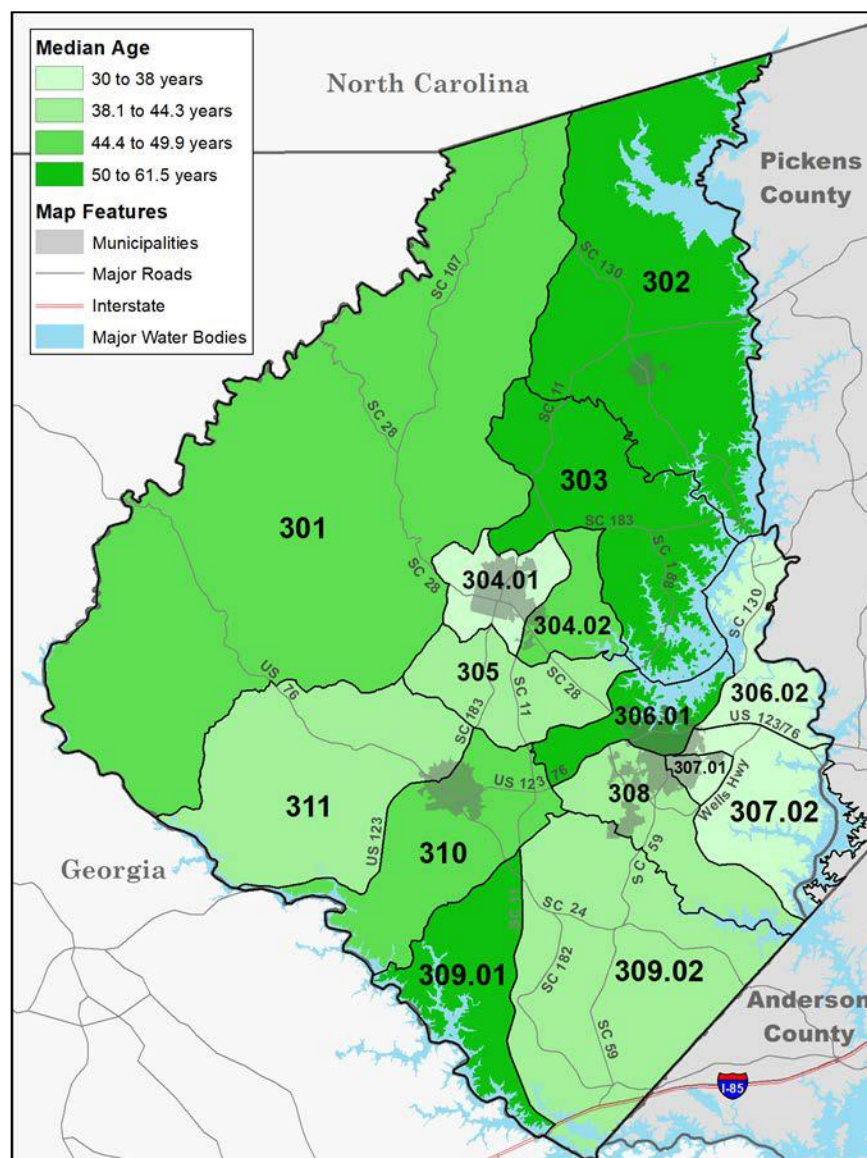 Median Age
30 to 38 years
38.1 to 44.3 years
44.4 to 49.9 years
50 to 61.5 years
Map Features
Municipalities
Major Roads
Interstate
Major Water Bodies
North Carolina
Pickens
County
SC 107
SC 130
302
SC 11
SC 28
303
301
SC 183
SC 188
SC 28
304.01
304.02
SC 130
305
SC 28
US 76
SC 183
SC 11
306.01
306.02
US 123/76
307.01
US 123/76
308
Wells Hwy
307.02
311
US 123
310
SC 59
Georgia
SC 11
SC 24
309.01
SC 182
309.02
SC 59
Anderson
County
I-85